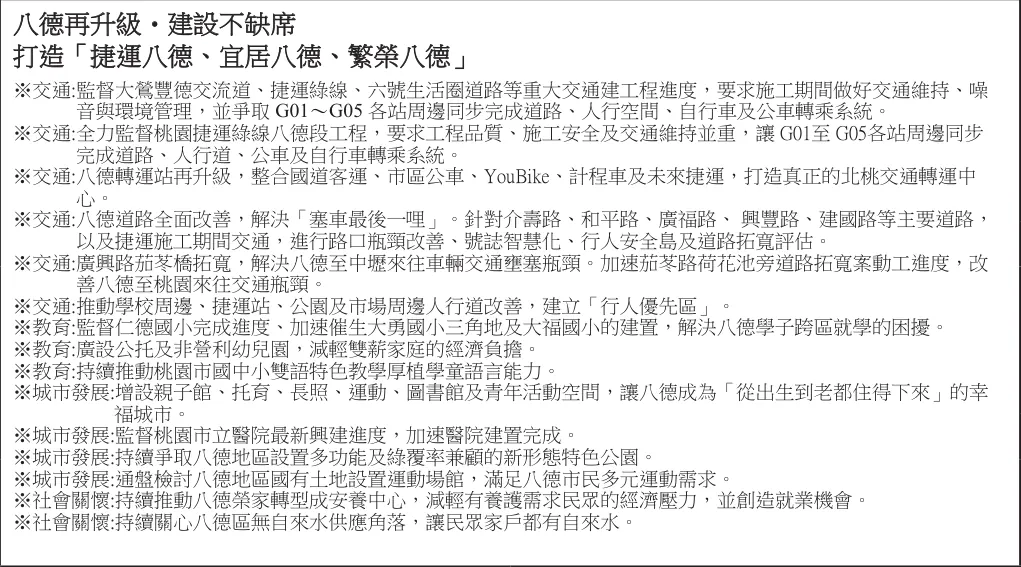 八德再升級・建設不缺席
打造「捷運八德、宜居八德、繁榮八德」
※交通:監督大鶯豐德交流道、捷運綠線、六號生活圈道路等重大交通建工程進度，要求施工期間做好交通維持、噪
音與環境管理，並爭取 G01～G05 各站周邊同步完成道路、人行空間、自行車及公車轉乘系統。
※交通:全力監督桃園捷運綠線八德段工程，要求工程品質、施工安全及交通維持並重，讓 G01至 G05各站周邊同步
完成道路、人行道、公車及自行車轉乘系統。
※交通:八德轉運站再升級，整合國道客運、市區公車、YouBike、計程車及未來捷運，打造真正的北桃交通轉運中
心。
※交通:八德道路全面改善，解決「塞車最後一哩」。針對介壽路、和平路、廣福路、 興豐路、建國路等主要道路，
以及捷運施工期間交通，進行路口瓶頸改善、號誌智慧化、行人安全島及道路拓寬評估。
※交通:廣興路茄苳橋拓寬，解決八德至中壢來往車輛交通壅塞瓶頸。加速茄苳路荷花池旁道路拓寬案動工進度，改
善八德至桃園來往交通瓶頸。
※交通:推動學校周邊、捷運站、公園及市場周邊人行道改善，建立「行人優先區」。
※教育:監督仁德國小完成進度、加速催生大勇國小三角地及大福國小的建置，解決八德學子跨區就學的困擾。
※教育:廣設公托及非營利幼兒園，減輕雙薪家庭的經濟負擔。
※教育:持續推動桃園市國中小雙語特色教學厚植學童語言能力。
※城市發展:增設親子館、托育、長照、運動、圖書館及青年活動空間，讓八德成為「從出生到老都住得下來」的幸
福城市。
※城市發展:監督桃園市立醫院最新興建進度，加速醫院建置完成。
※城市發展:持續爭取八德地區設置多功能及綠覆率兼顧的新形態特色公園。
※城市發展:通盤檢討八德地區國有土地設置運動場館，滿足八德市民多元運動需求。
※社會關懷:持續推動八德榮家轉型成安養中心，減輕有養護需求民眾的經濟壓力，並創造就業機會。
※社會關懷:持續關心八德區無自來水供應角落，讓民眾家戶都有自來水。